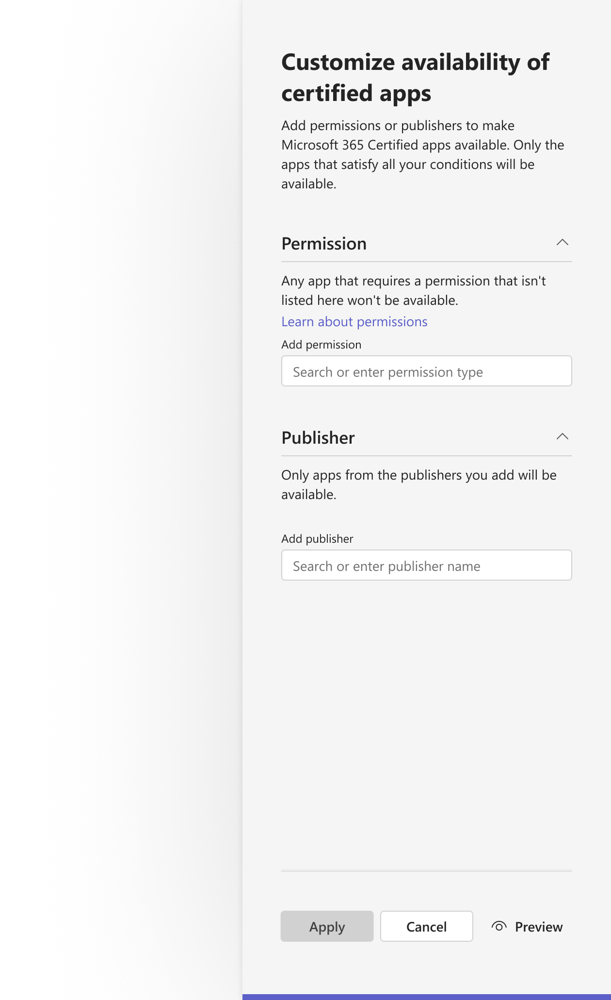 Customize availability of
certified apps
Add permissions or publishers to make
Microsoft 365 Certified apps available. Only the
apps that satisfy all your conditions will be
available.
Permission
Any app that requires a permission that isn't
listed here won't be available.
Learn about permissions
Add permission
Search or enter permission type
Publisher
Only apps from the publishers you add will be
available.
Add publisher
Search or enter publisher name
Apply Cancel Preview